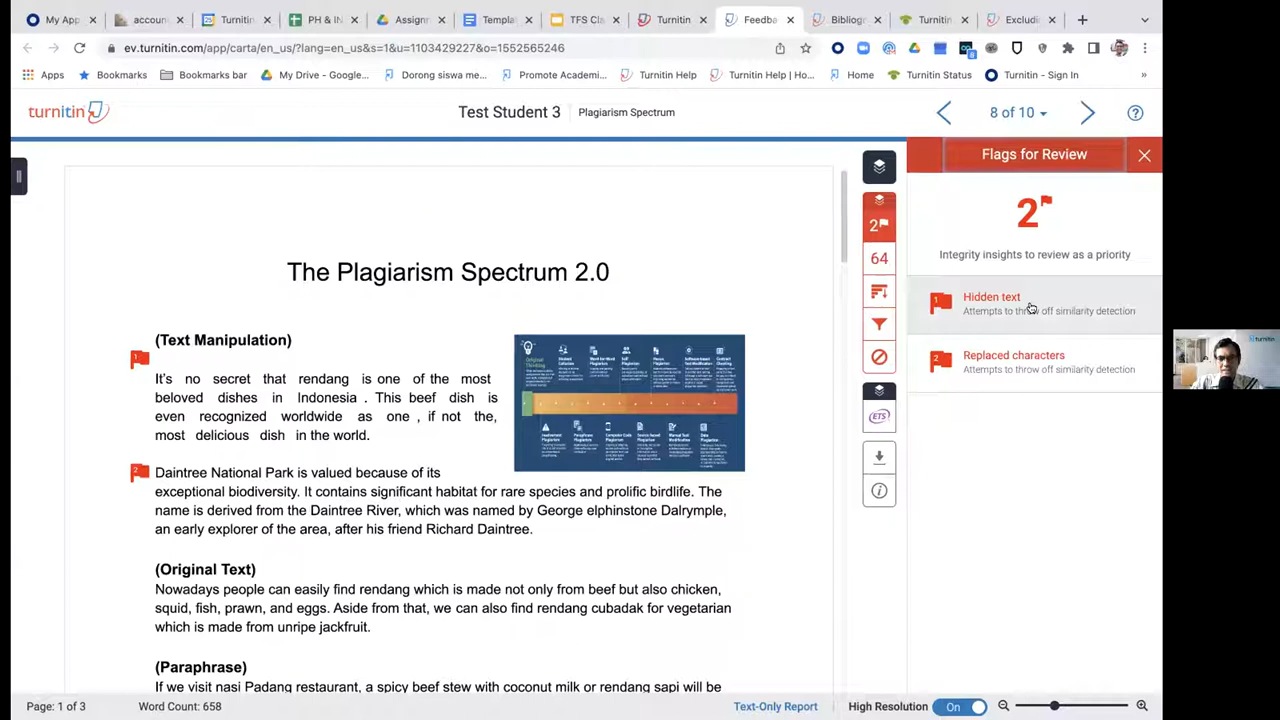 My App
accoun
Turnitin
PH & IN
Assignm
Templat
TFS Cla
Turnitin
Feedba
Bibliog
Turnitin
Excludi
ev.turnitin.com/app/carta/en_us/?lang=en_us&s=1&u=1103429227&o=1552565246
Apps
Bookmarks
Bookmarks bar
My Drive - Google...
Dorong siswa me...
Promote Academi...
Turnitin Help
Turnitin Help | Ho...
Home
Turnitin Status
Turnitin - Sign In
»
turnitin
Test Student 3
Plagiarism Spectrum
8 of 10
Flags for Review
2
Integrity insights to review as a priority
1
Hidden text
Attempts to throw off similarity detection
2
Replaced characters
Attempts to throw off similarity detection
2
64
ETS
The Plagiarism Spectrum 2.0
(Text Manipulation)
1
It's no secret that rendang is one othe most
beloved dishes in Indonesia . This beef dish is
even recognized worldwide as one , if not the,
most delicious dish in the world.
2
Daintree National Park is valued because of its
exceptional biodiversity. It contains significant habitat for rare species and prolific birdlife. The
name is derived from the Daintree River, which was named by George elphinstone Dalrymple,
an early explorer of the area, after his friend Richard Daintree.
(Original Text)
Nowadays people can easily find rendang which is made not only from beef but also chicken,
squid, fish, prawn, and eggs. Aside from that, we can also find rendang cubadak for vegetarian
which is made from unripe jackfruit.
(Paraphrase)
If we visit nasi Padang restaurant, a spicy beef stew with coconut milk or rendang sapi will be
Page: 1 of 3
Word Count: 658
Text-Only Report
High Resolution
On
turnitin